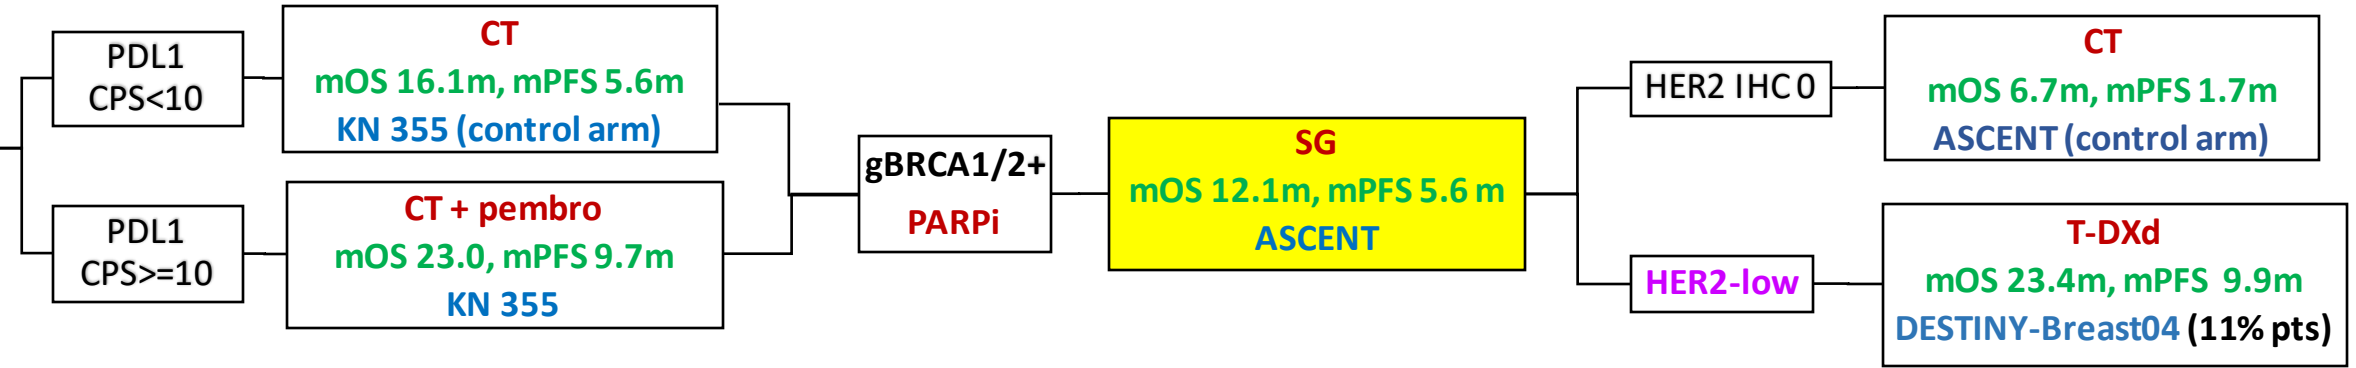 PDL1
CPS<10
CT
mOS 16.1m, mPFS 5.6m
KN 355 (control arm)
PDL1
CPS>=10
CT + pembro
mOS 23.0, mPFS 9.7m
KN 355
gBRCA1/2+
PARPi
SG
mOS 12.1m, mPFS 5.6 m
ASCENT
HER2 IHC 0
CT
mOS 6.7m, mPFS 1.7m
ASCENT (control arm)
HER2-low
T-DXd
mOS 23.4m, mPFS 9.9m
DESTINY-Breast04 (11% pts)